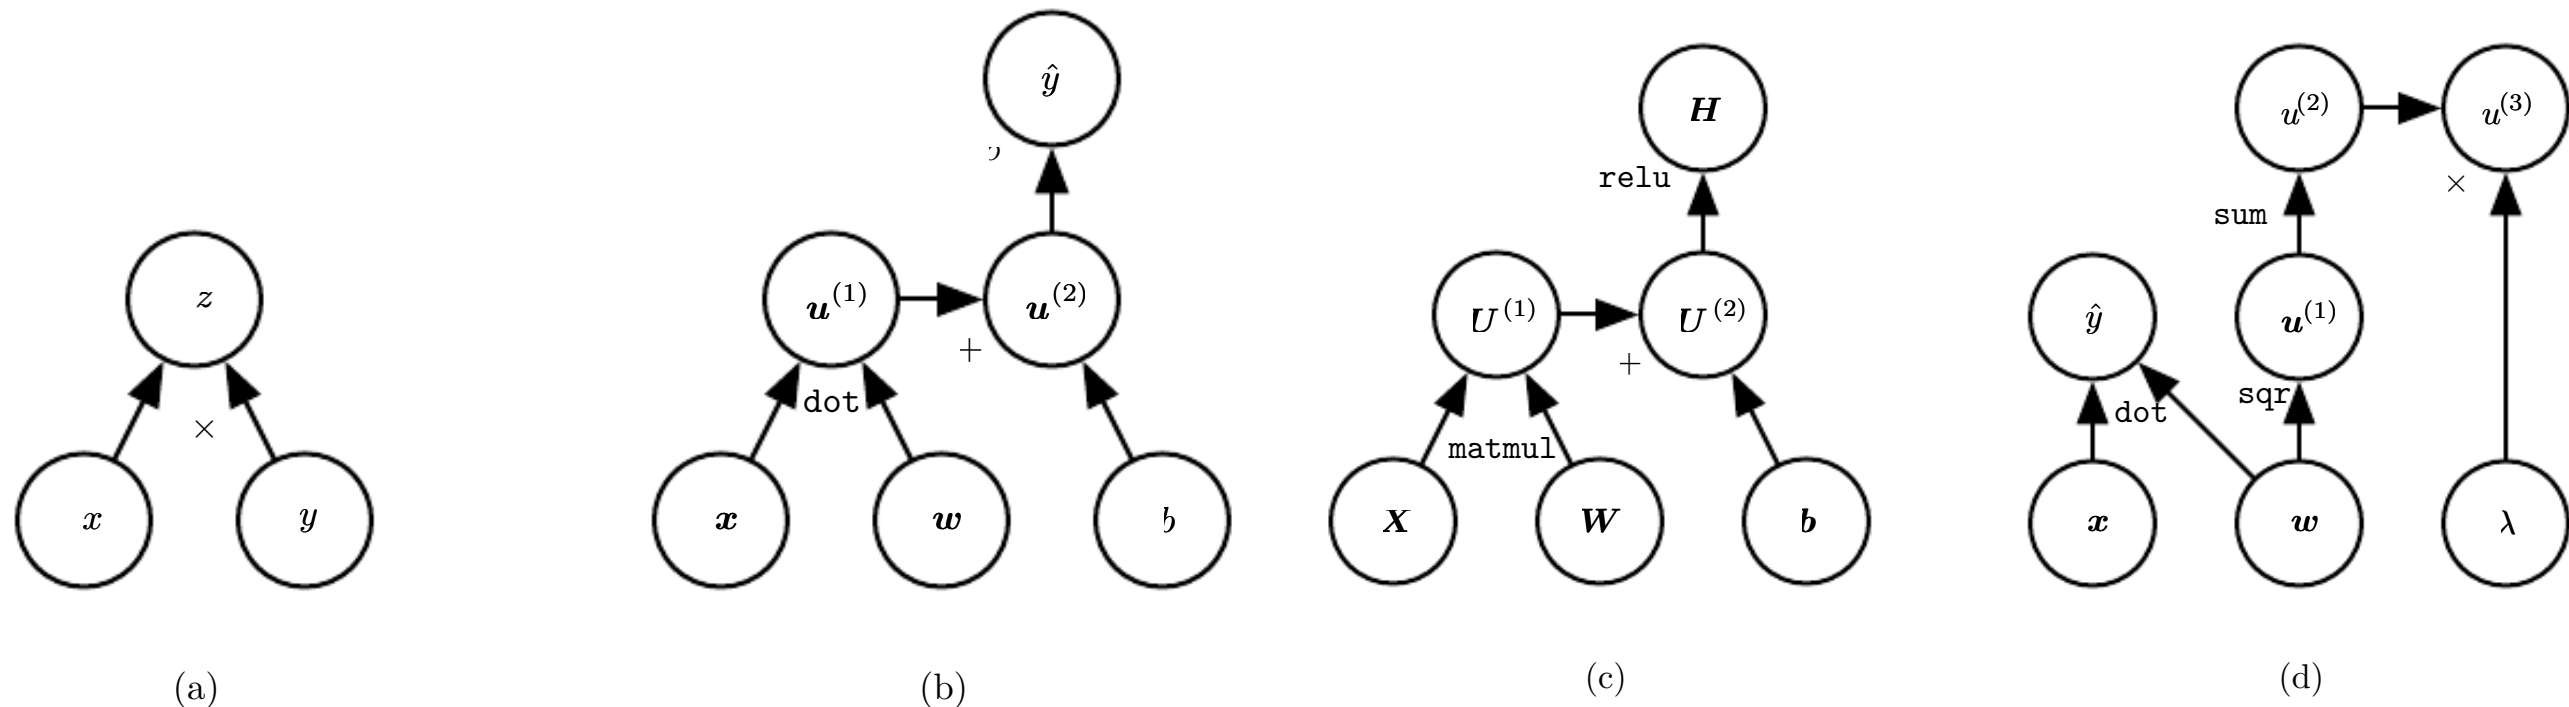 z
×
x
y
(a)
ŷ
u(1)
u(2)
+
dot
x
w
b
(b)
H
relu
U(1)
U(2)
+
matmul
X
W
b
(c)
u(2)
u(3)
×
sum
ŷ
u(1)
sqr
dot
x
w
λ
(d)